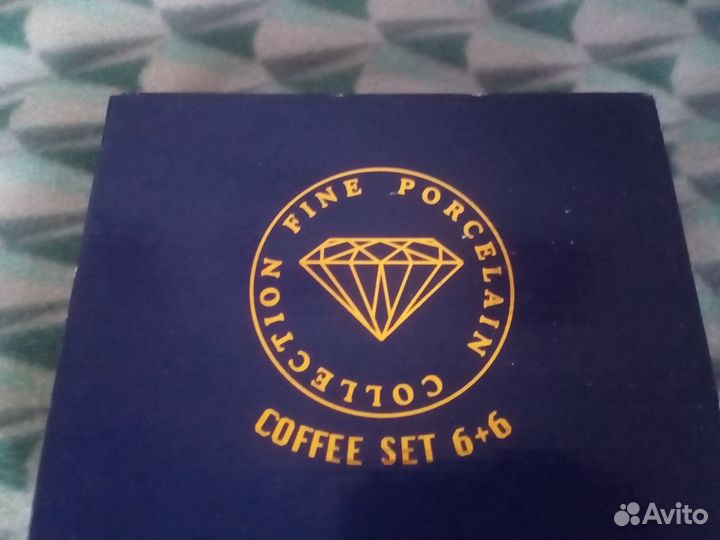 FINE PORÇELAIN COLLECTION
COFFEE SET 6+6
Avito